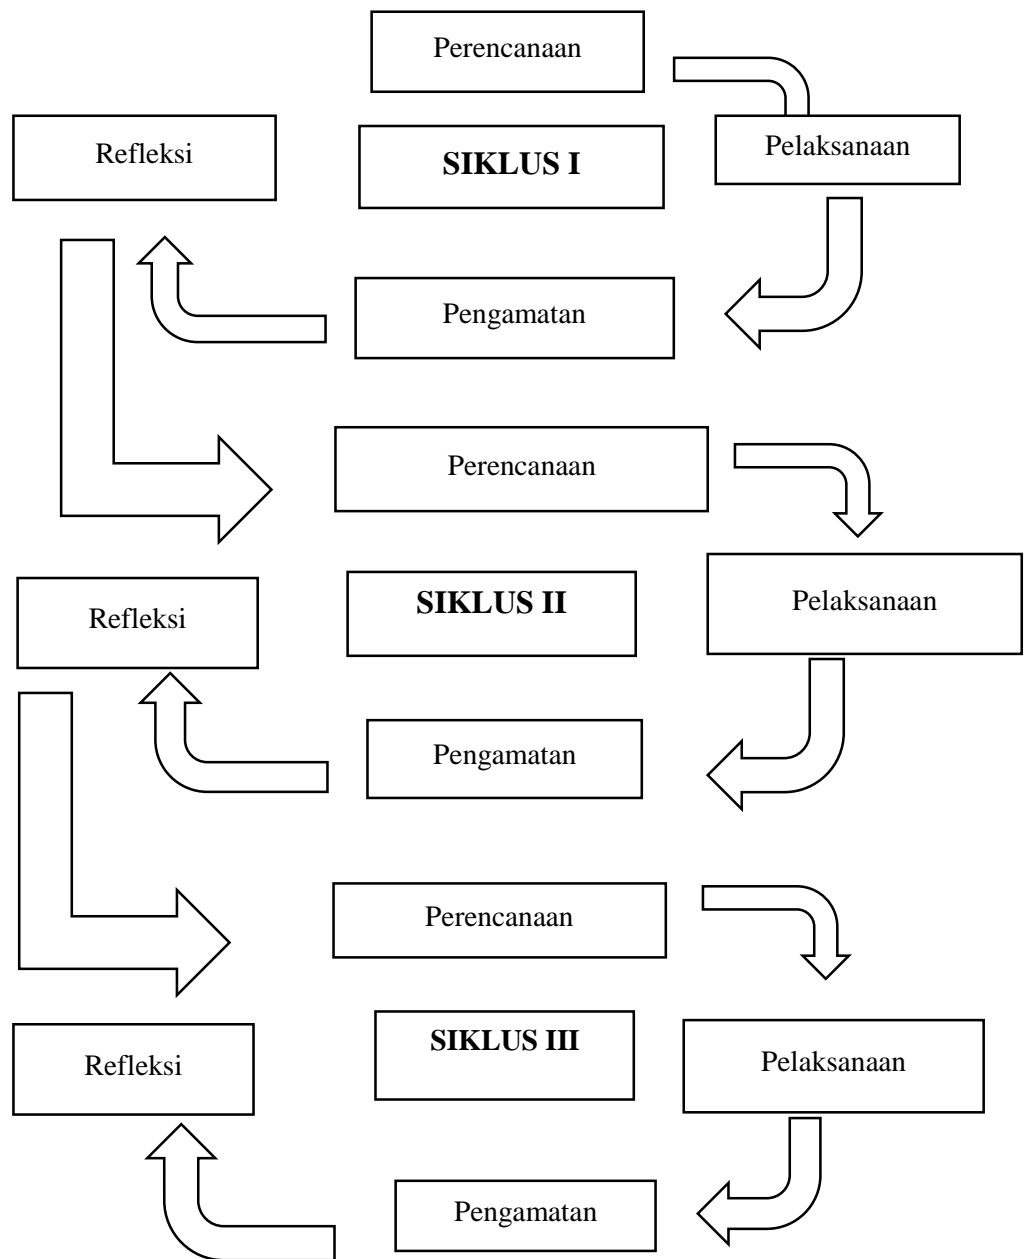 Perencanaan
Refleksi
SIKLUS I
Pelaksanaan
Pengamatan
Perencanaan
Refleksi
SIKLUS II
Pelaksanaan
Pengamatan
Perencanaan
Refleksi
SIKLUS III
Pelaksanaan
Pengamatan